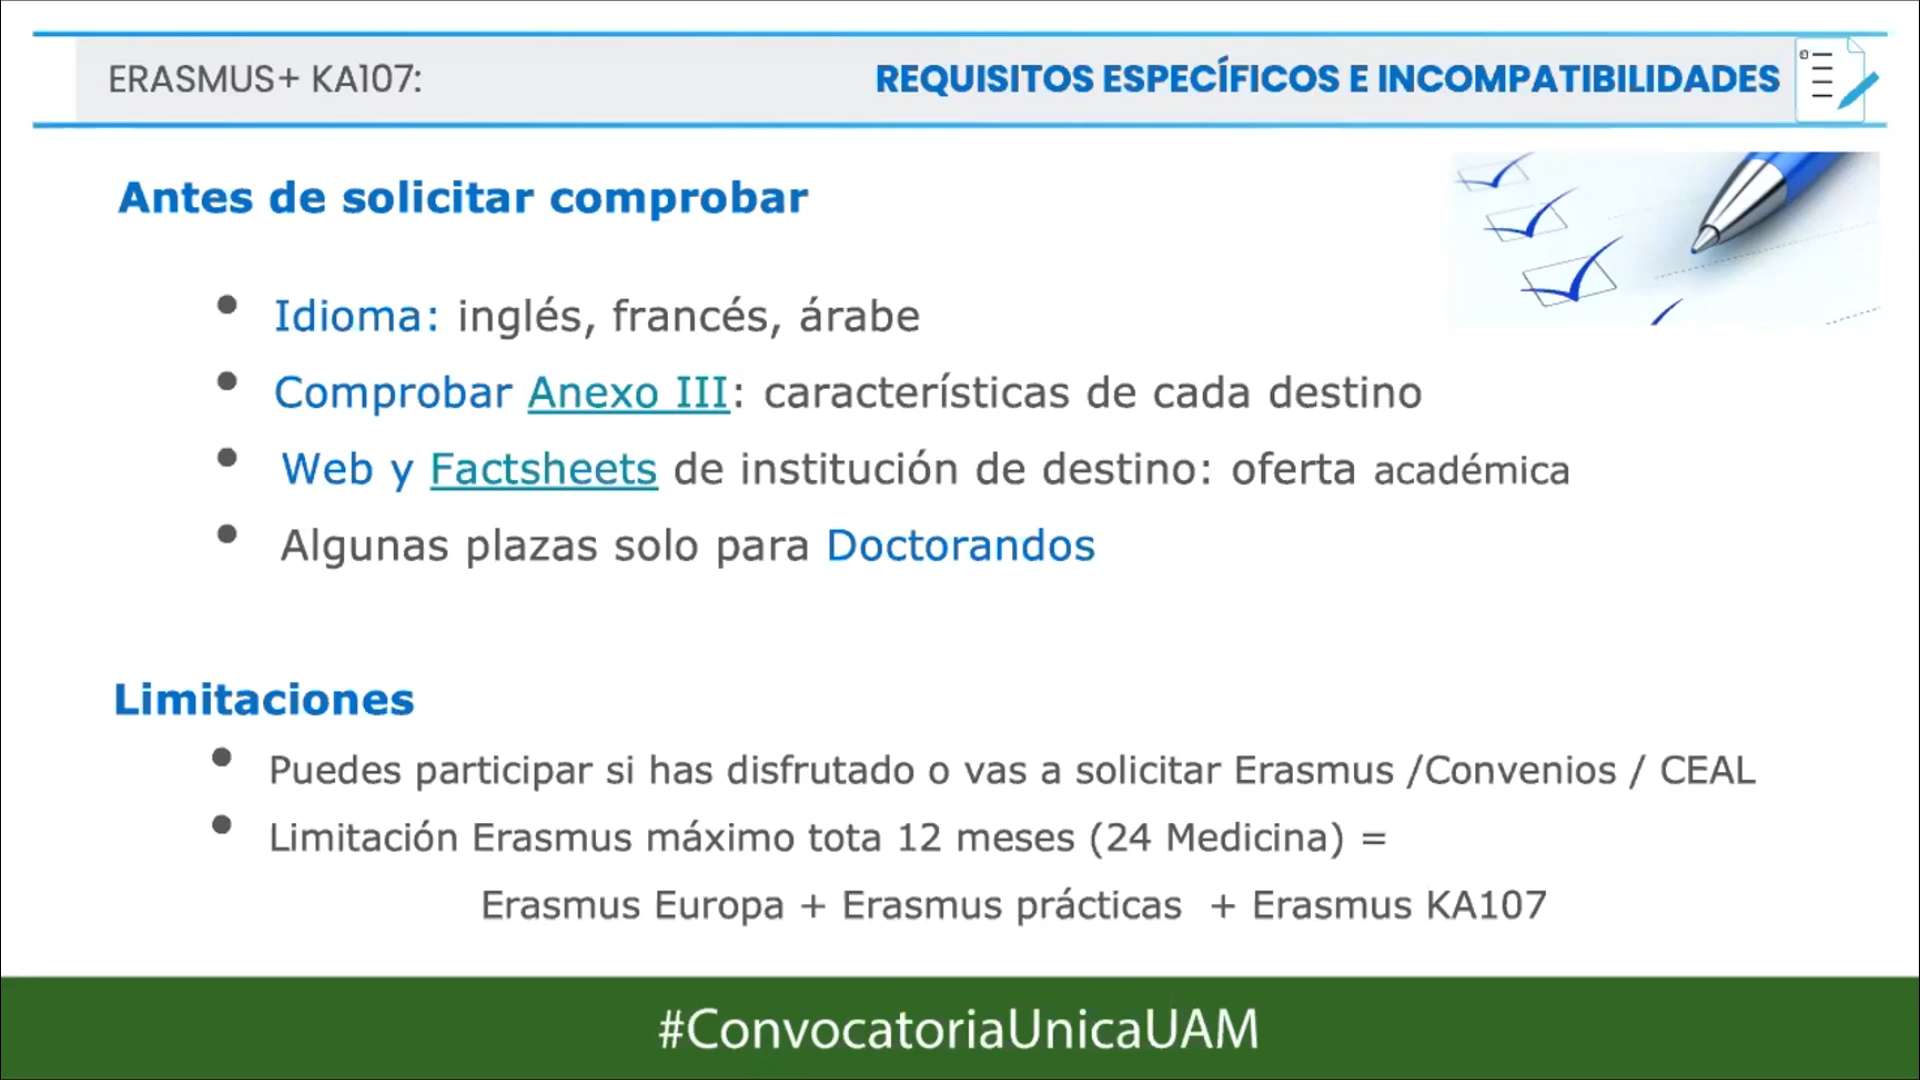 ERASMUS+ KA107:
REQUISITOS ESPECÍFICOS E INCOMPATIBILIDADES
Antes de solicitar comprobar
• Idioma: inglés, francés, árabe
• Comprobar Anexo III: características de cada destino
• Web y Factsheets de institución de destino: oferta académica
• Algunas plazas solo para Doctorandos
Limitaciones
• Puedes participar si has disfrutado o vas a solicitar Erasmus /Convenios / CEAL
• Limitación Erasmus máximo tota 12 meses (24 Medicina) =
Erasmus Europa + Erasmus prácticas + Erasmus KA107
#ConvocatoriaUnicaUAM